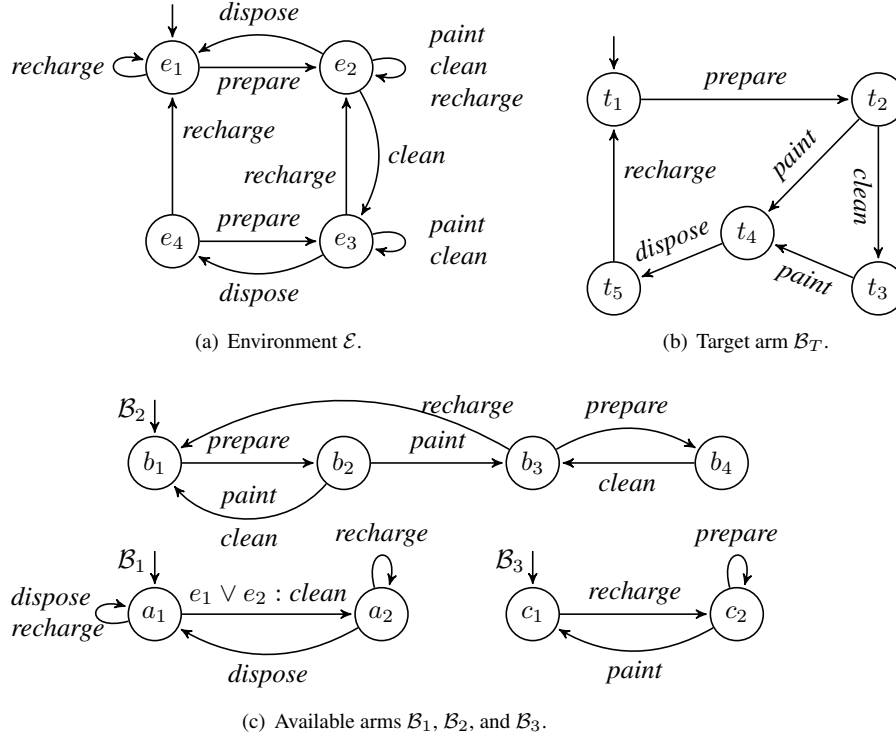 dispose
recharge
e1
prepare
e2
paint
clean
recharge
recharge
recharge
clean
e4
prepare
e3
paint
clean
dispose
(a) Environment ℰ.
t1
prepare
t2
recharge
paint
clean
t4
dispose
paint
t5
t3
(b) Target arm ℬT.
ℬ2
recharge
prepare
b1
prepare
b2
paint
b3
b4
paint
clean
clean
ℬ1
recharge
dispose
recharge
a1
e1 ∨ e2 : clean
a2
dispose
ℬ3
prepare
c1
recharge
c2
paint
(c) Available arms ℬ1, ℬ2, and ℬ3.